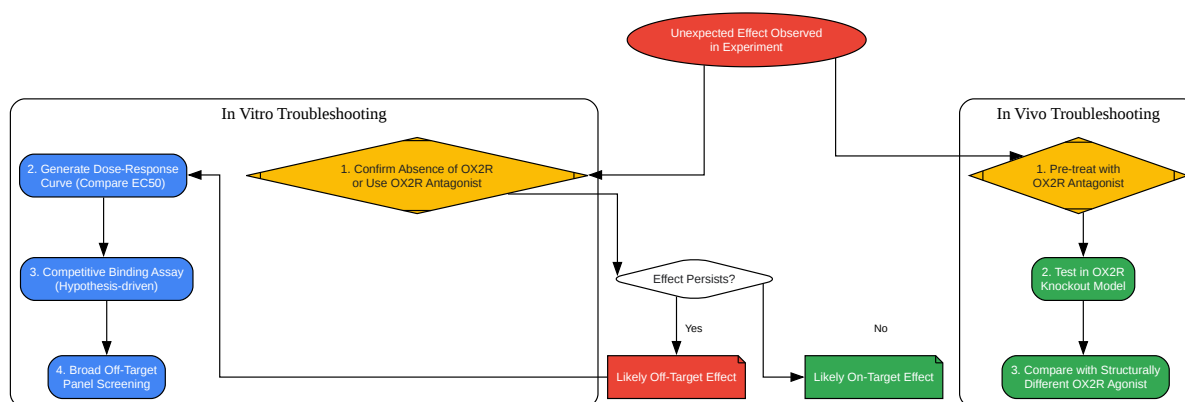 Unexpected Effect Observed
in Experiment
In Vitro Troubleshooting
1. Confirm Absence of OX2R
or Use OX2R Antagonist
2. Generate Dose-Response
Curve (Compare EC50)
3. Competitive Binding Assay
(Hypothesis-driven)
4. Broad Off-Target
Panel Screening
Effect Persists?
Yes
No
Likely Off-Target Effect
Likely On-Target Effect
In Vivo Troubleshooting
1. Pre-treat with
OX2R Antagonist
2. Test in OX2R
Knockout Model
3. Compare with Structurally
Different OX2R Agonist